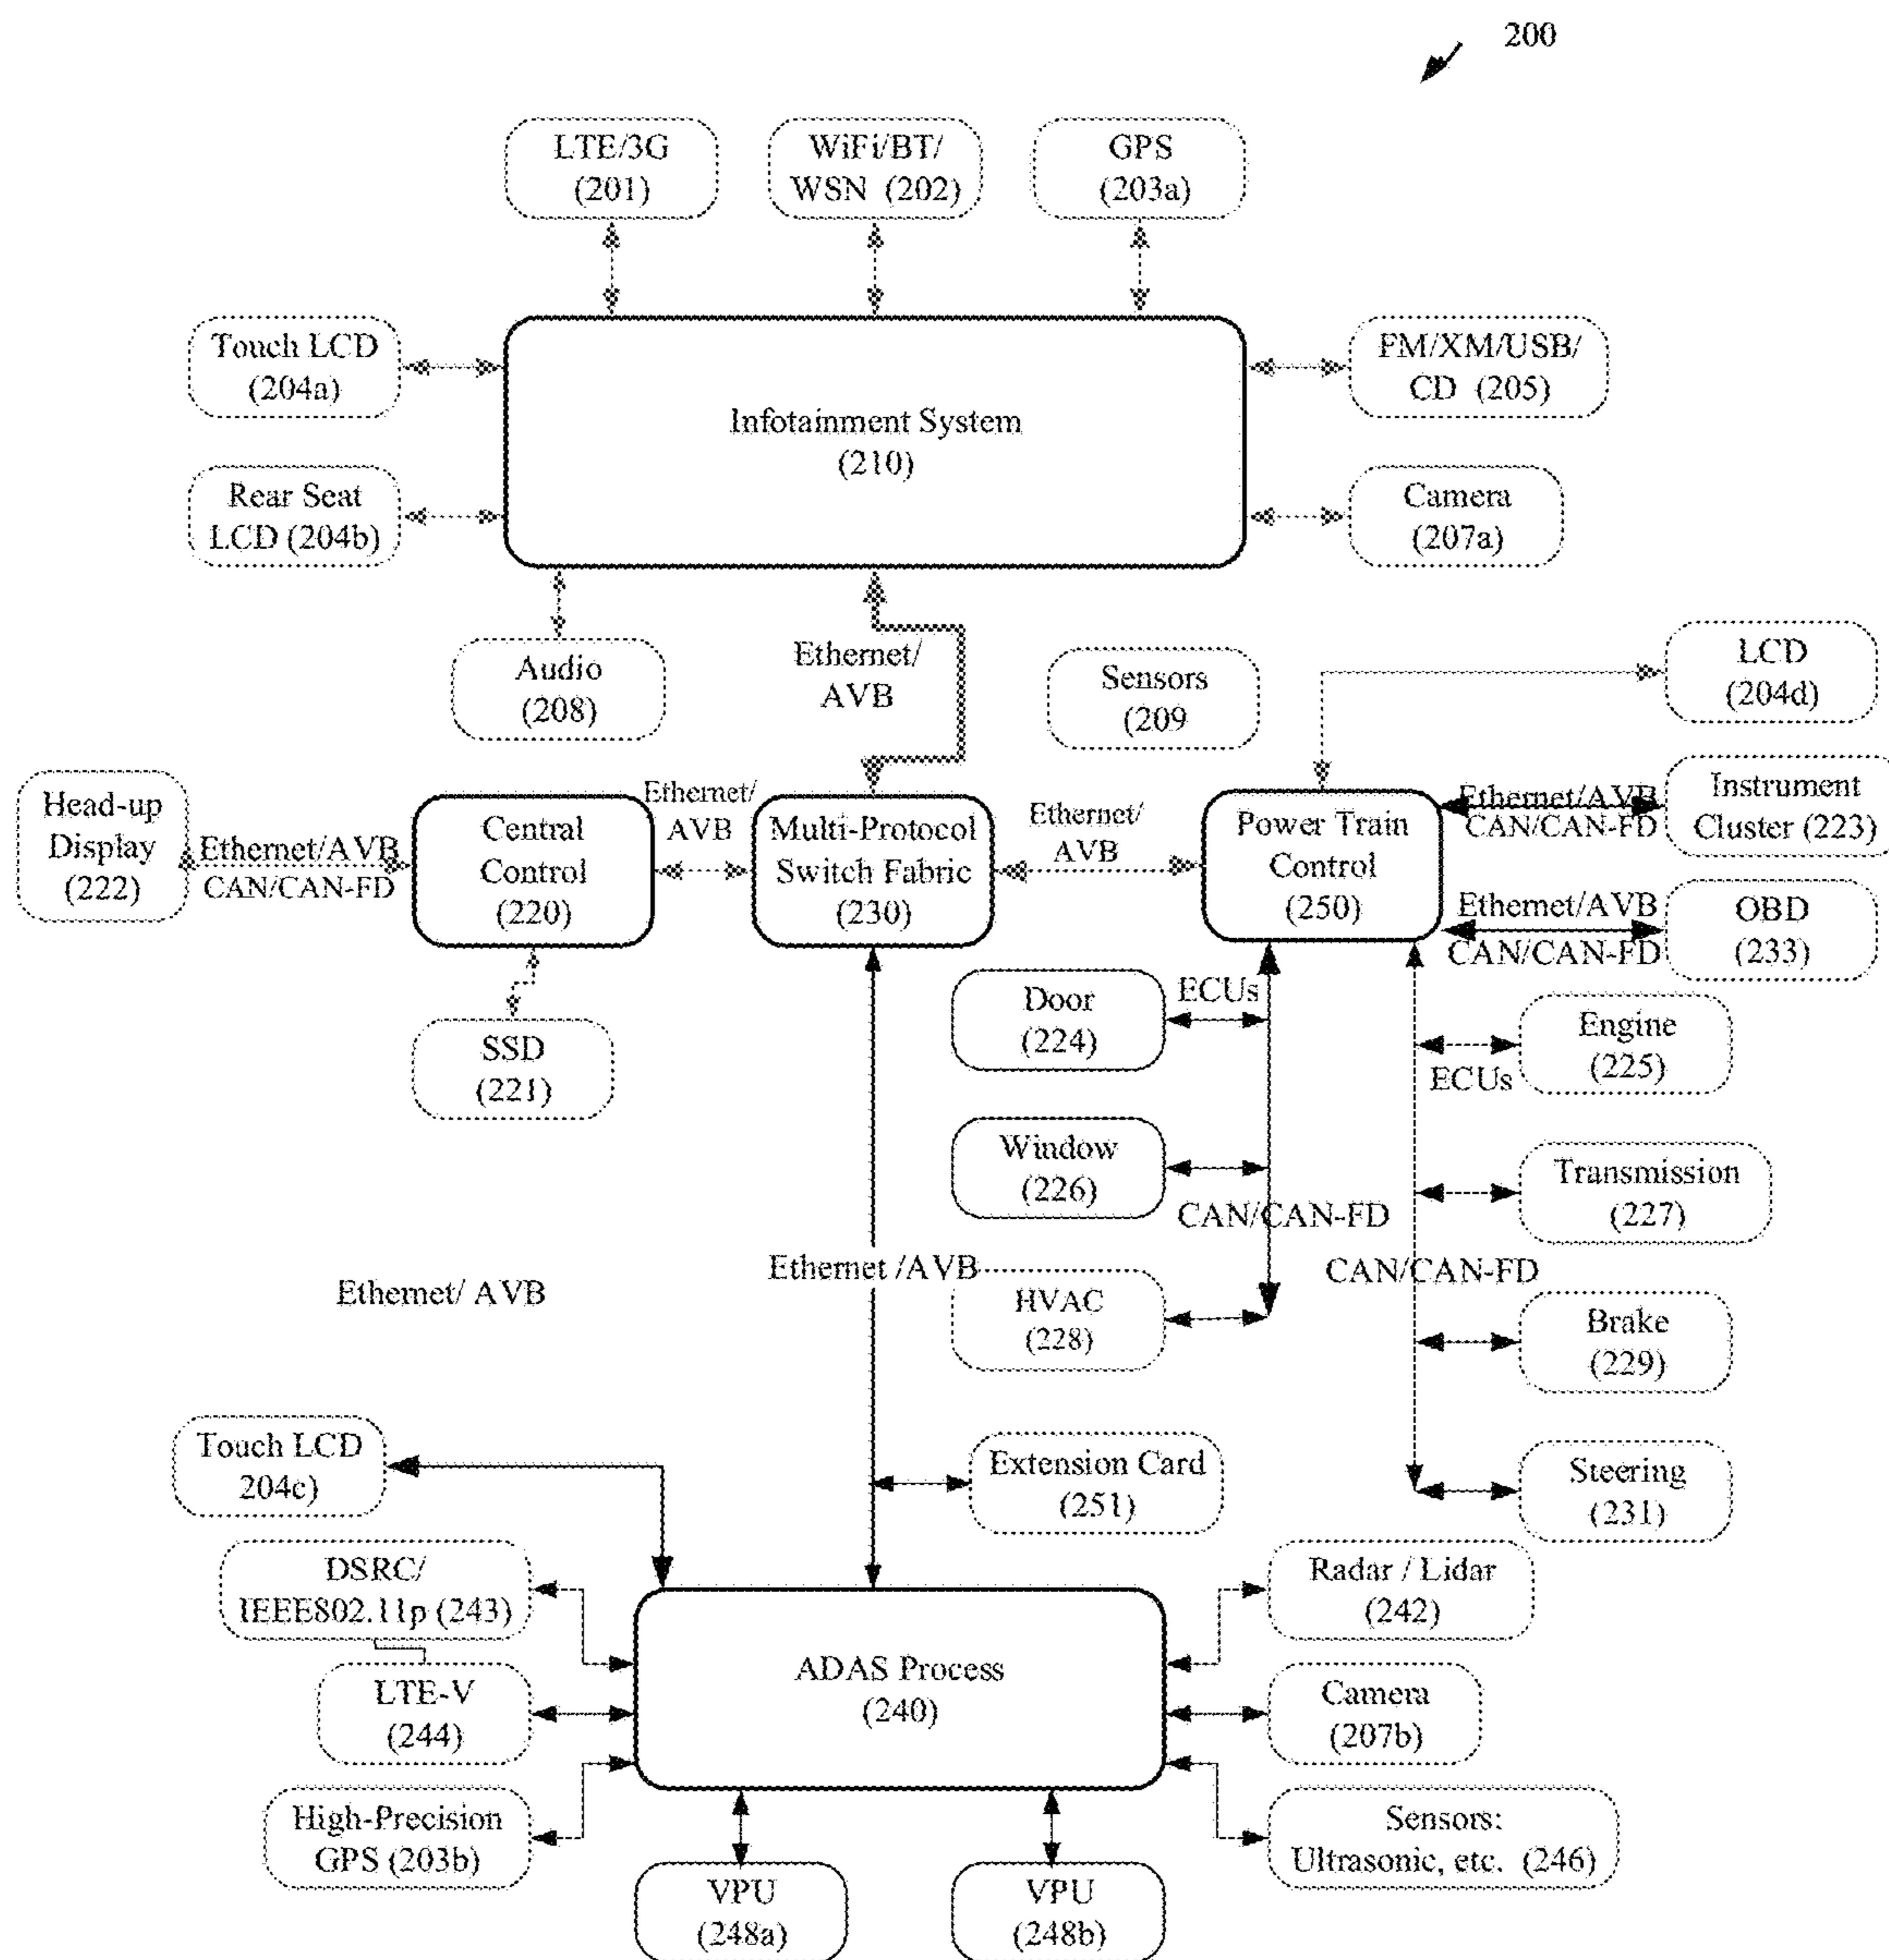 200
LTE/3G
(201)
WiFi/BT/
WSN (202)
GPS
(203a)
Touch LCD
(204a)
Infotainment System
(210)
FM/XM/USB/
CD (205)
Rear Seat
LCD (204b)
Camera
(207a)
Audio
(208)
Ethernet/
AVB
Sensors
(209
LCD
(204d)
Head-up
Display
(222)
Ethernet/AVB
CAN/CAN-FD
Central
Control
(220)
Ethernet/
AVB
Multi-Protocol
Switch Fabric
(230)
Ethernet/
AVB
Power Train
Control
(250)
Ethernet/AVB
CAN/CAN-FD
Instrument
Cluster (223)
Ethernet/AVB
CAN/CAN-FD
OBD
(233)
SSD
(221)
Door
(224)
ECUs
Engine
(225)
ECUs
Window
(226)
CAN/CAN-FD
Transmission
(227)
Ethernet/ AVB
Ethernet /AVB
HVAC
(228)
CAN/CAN-FD
Brake
(229)
Touch LCD
204c)
Extension Card
(251)
Steering
(231)
DSRC/
IEEE802.11p (243)
Radar / Lidar
(242)
LTE-V
(244)
ADAS Process
(240)
Camera
(207b)
High-Precision
GPS (203b)
Sensors:
Ultrasonic, etc. (246)
VPU
(248a)
VPU
(248b)